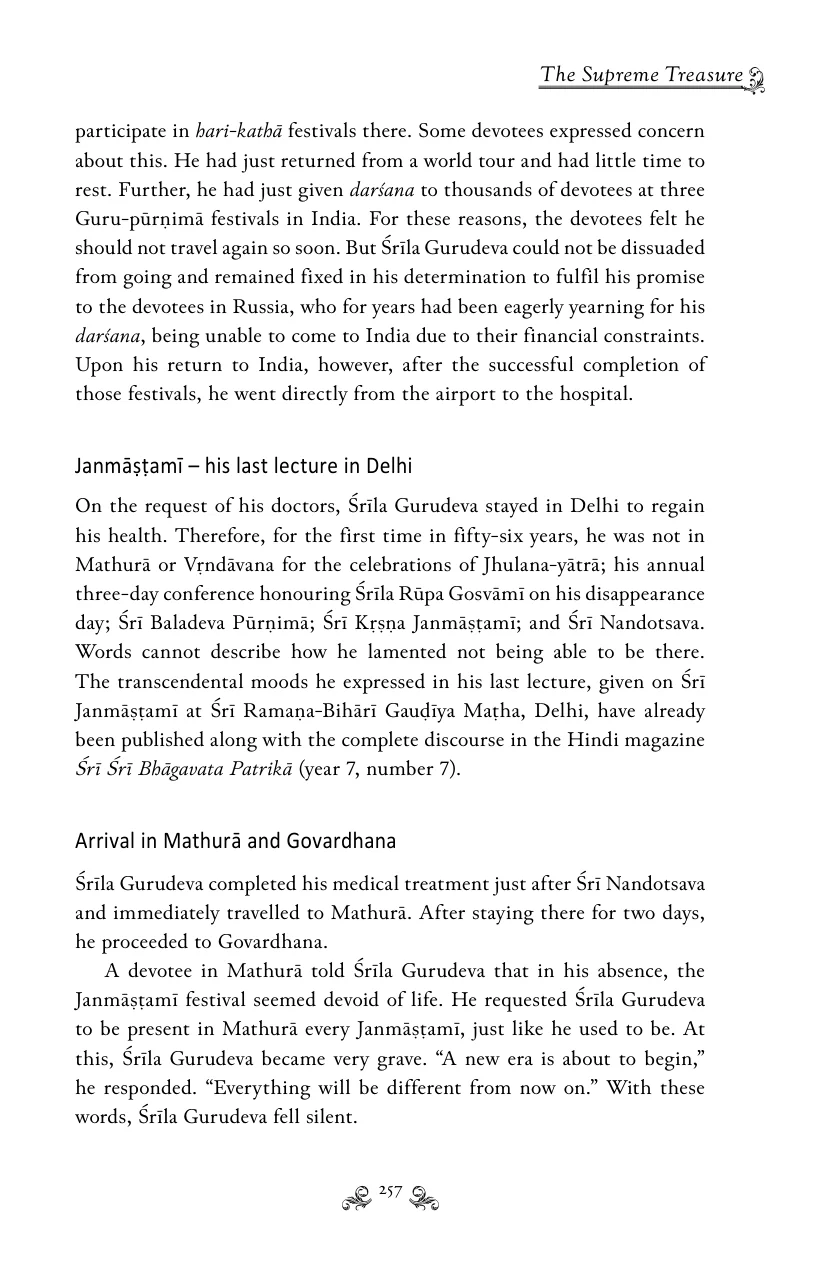 The Supreme Treasure
participate in hari-kathā festivals there. Some devotees expressed concern
about this. He had just returned from a world tour and had little time to
rest. Further, he had just given darśana to thousands of devotees at three
Guru-pūrṇimā festivals in India. For these reasons, the devotees felt he
should not travel again so soon. But Śrīla Gurudeva could not be dissuaded
from going and remained fixed in his determination to fulfil his promise
to the devotees in Russia, who for years had been eagerly yearning for his
darśana, being unable to come to India due to their financial constraints.
Upon his return to India, however, after the successful completion of
those festivals, he went directly from the airport to the hospital.
Janmāṣṭamī – his last lecture in Delhi
On the request of his doctors, Śrīla Gurudeva stayed in Delhi to regain
his health. Therefore, for the first time in fifty-six years, he was not in
Mathurā or Vṛndāvana for the celebrations of Jhulana-yātrā; his annual
three-day conference honouring Śrīla Rūpa Gosvāmī on his disappearance
day; Śrī Baladeva Pūrṇimā; Śrī Kṛṣṇa Janmāṣṭamī; and Śrī Nandotsava.
Words cannot describe how he lamented not being able to be there.
The transcendental moods he expressed in his last lecture, given on Śrī
Janmāṣṭamī at Śrī Ramaṇa-Bihārī Gauḍīya Maṭha, Delhi, have already
been published along with the complete discourse in the Hindi magazine
Śrī Śrī Bhāgavata Patrikā (year 7, number 7).
Arrival in Mathurā and Govardhana
Śrīla Gurudeva completed his medical treatment just after Śrī Nandotsava
and immediately travelled to Mathurā. After staying there for two days,
he proceeded to Govardhana.
A devotee in Mathurā told Śrīla Gurudeva that in his absence, the
Janmāṣṭamī festival seemed devoid of life. He requested Śrīla Gurudeva
to be present in Mathurā every Janmāṣṭamī, just like he used to be. At
this, Śrīla Gurudeva became very grave. “A new era is about to begin,”
he responded. “Everything will be different from now on.” With these
words, Śrīla Gurudeva fell silent.
257